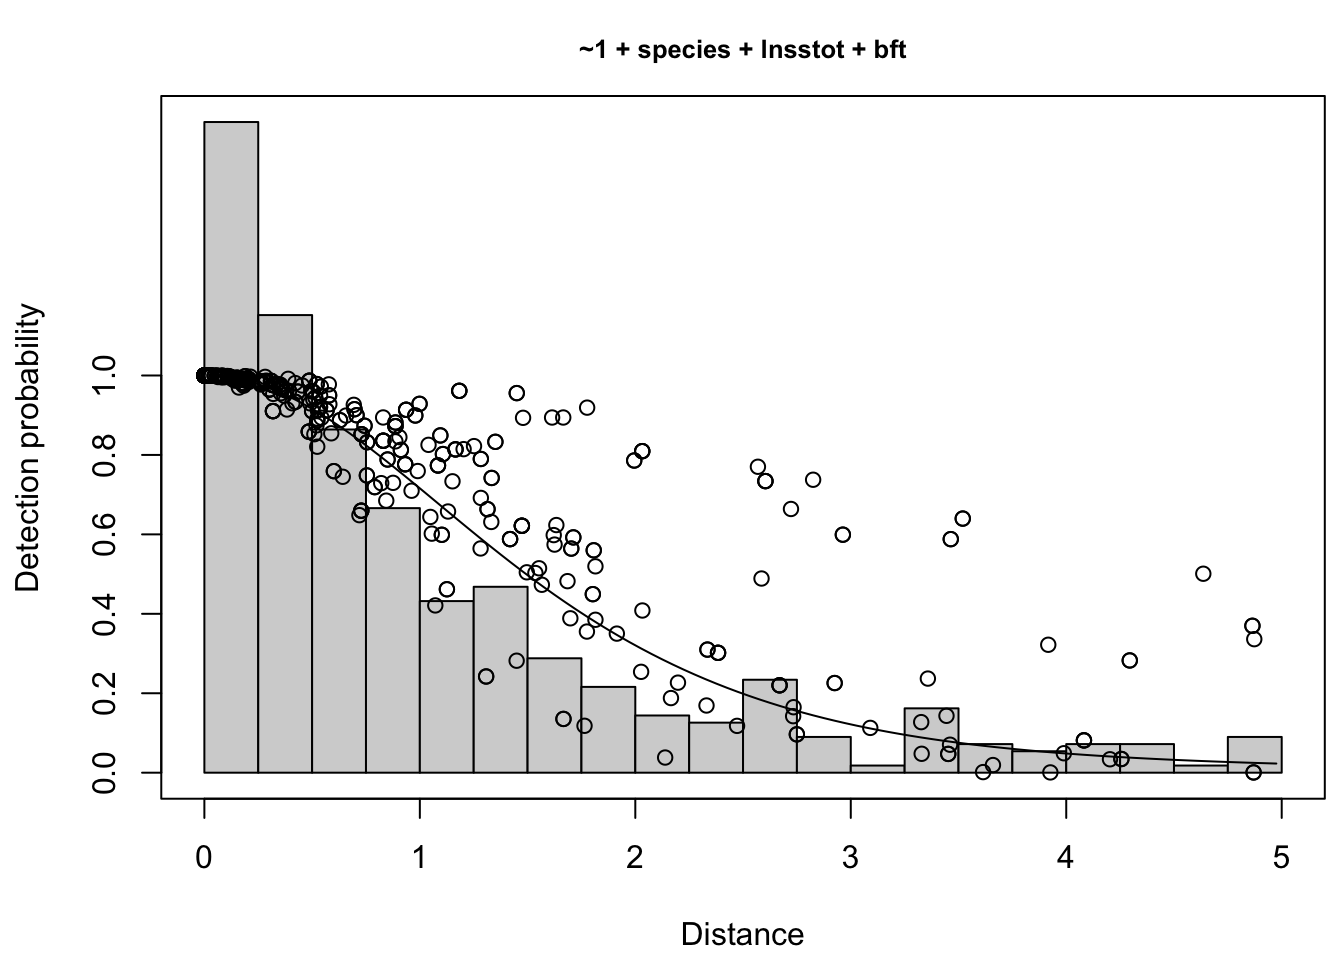 ~1 + species + lnsstot + bft
Detection probability
1.0
0.8
0.6
0.4
0.2
0.0
0 1 2 3 4 5
Distance